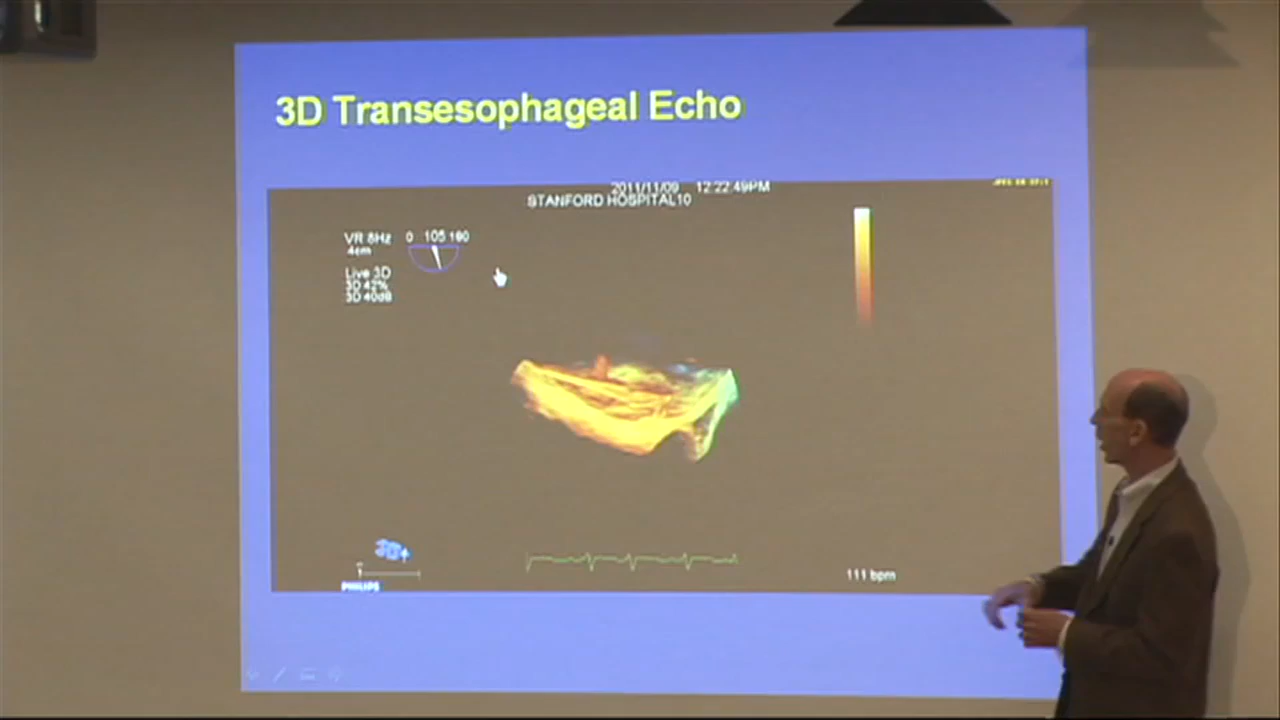 3D Transesophageal Echo
2011/11/09 12:22:49PM
STANFORD HOSPITAL10
VR 8Hz 0 105 180
4cm
Live 3D
3D 42%
3D 40dB
PHILIPS
111 bpm